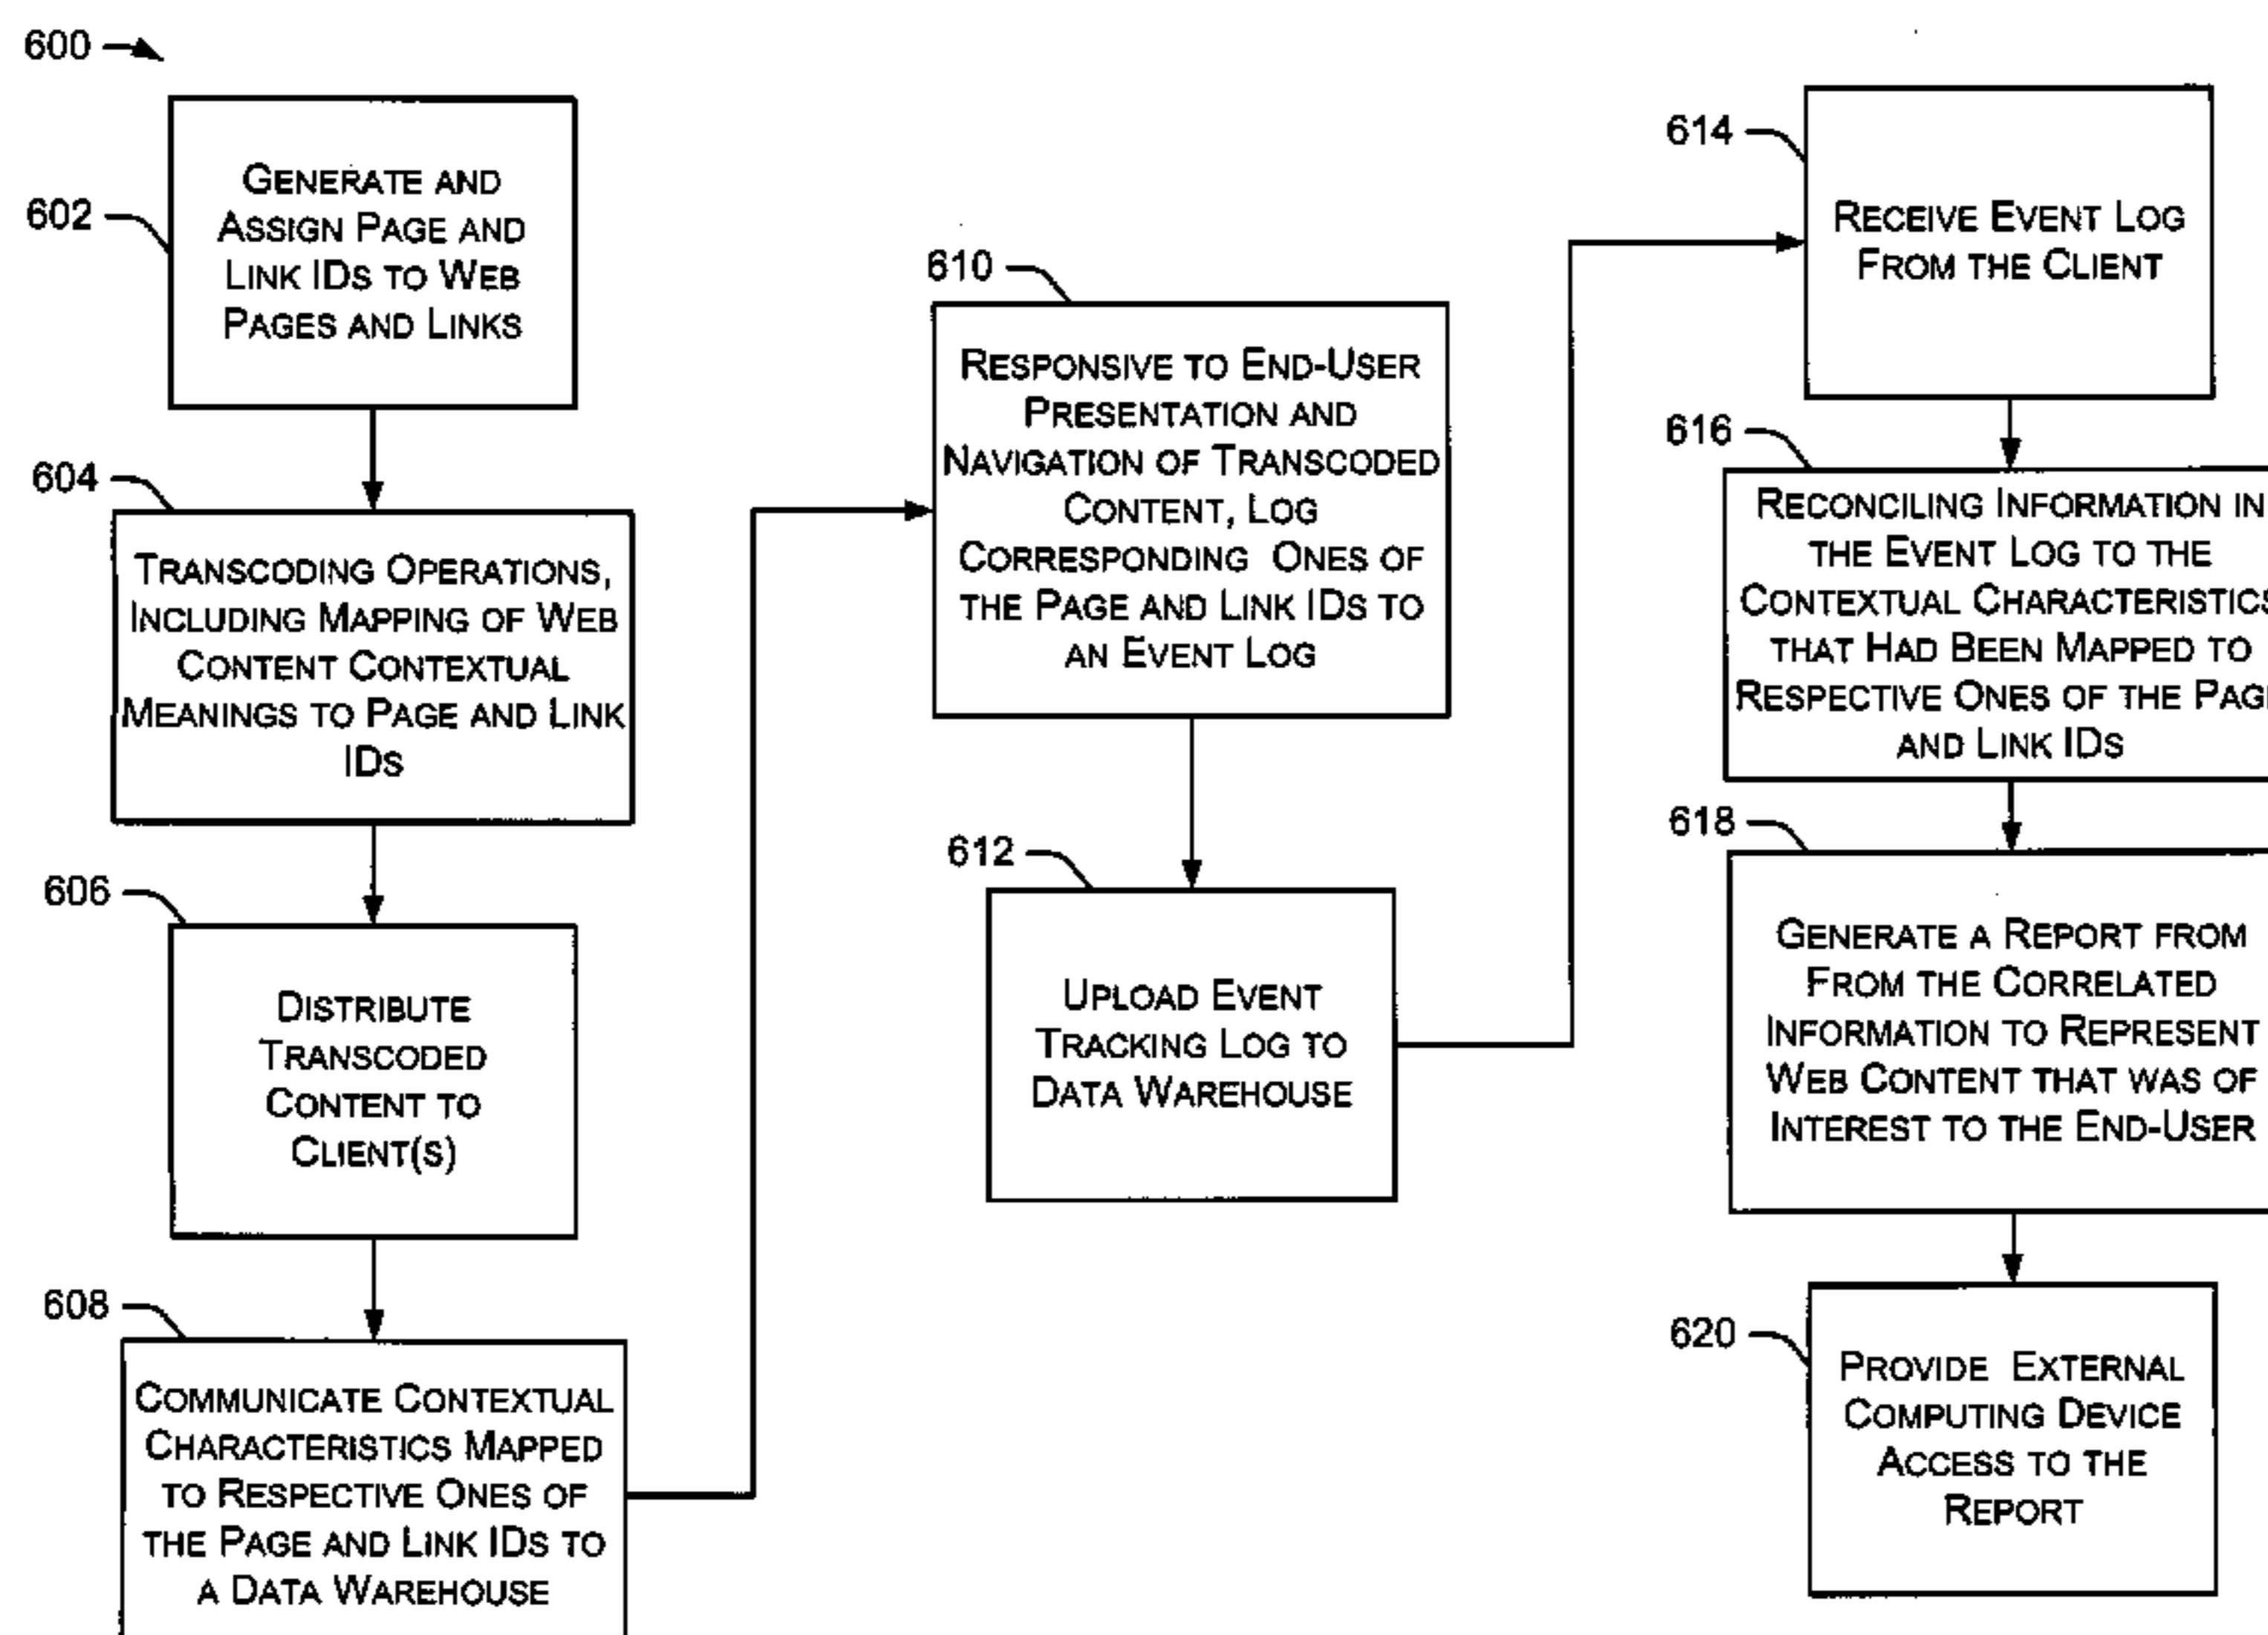 600
602
GENERATE AND
ASSIGN PAGE AND
LINK IDS TO WEB
PAGES AND LINKS
604
TRANSCODING OPERATIONS,
INCLUDING MAPPING OF WEB
CONTENT CONTEXTUAL
MEANINGS TO PAGE AND LINK
IDS
606
DISTRIBUTE
TRANSCODED
CONTENT TO
CLIENT(S)
608
COMMUNICATE CONTEXTUAL
CHARACTERISTICS MAPPED
TO RESPECTIVE ONES OF
THE PAGE AND LINK IDS TO
A DATA WAREHOUSE
610
RESPONSIVE TO END-USER
PRESENTATION AND
NAVIGATION OF TRANSCODED
CONTENT, LOG
CORRESPONDING ONES OF
THE PAGE AND LINK IDS TO
AN EVENT LOG
612
UPLOAD EVENT
TRACKING LOG TO
DATA WAREHOUSE
614
RECEIVE EVENT LOG
FROM THE CLIENT
616
RECONCILING INFORMATION IN
THE EVENT LOG TO THE
CONTEXTUAL CHARACTERISTICS
THAT HAD BEEN MAPPED TO
RESPECTIVE ONES OF THE PAGE
AND LINK IDS
618
GENERATE A REPORT FROM
FROM THE CORRELATED
INFORMATION TO REPRESENT
WEB CONTENT THAT WAS OF
INTEREST TO THE END-USER
620
PROVIDE EXTERNAL
COMPUTING DEVICE
ACCESS TO THE
REPORT